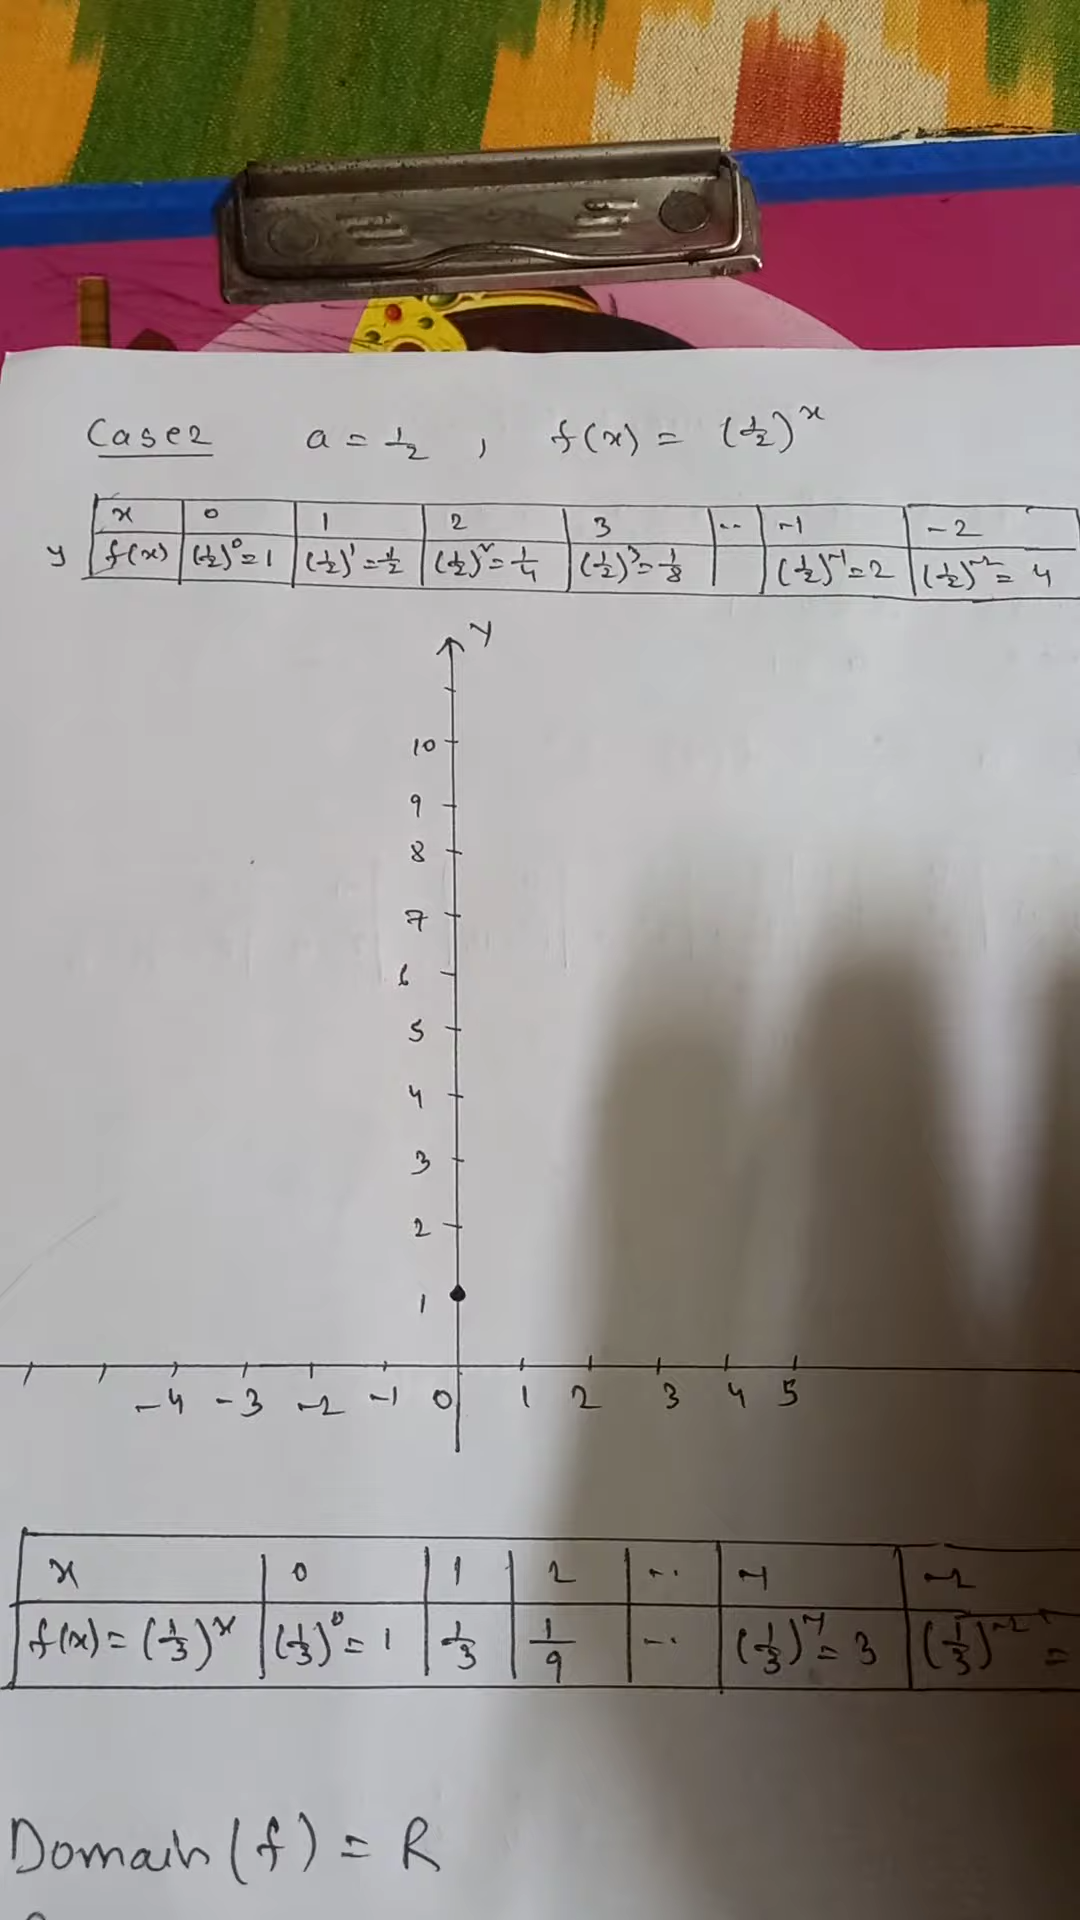 Case2 a = 1/2 , f(x) = (1/2)^x
x 0 1 2 3 .. -1 -2
y f(x) (1/2)^0 = 1 (1/2)^1 = 1/2 (1/2)^2 = 1/4 (1/2)^3 = 1/8 (1/2)^-1 = 2 (1/2)^-2 = 4
Y
10
9
8
7
6
5
4
3
2
1
-4 -3 -2 -1 0 1 2 3 4 5
x 0 1 2 .. -1 -2
f(x) = (1/3)^x (1/3)^0 = 1 1/3 1/9 .. (1/3)^-1 = 3 (1/3)^-2 =
Domain (f) = R